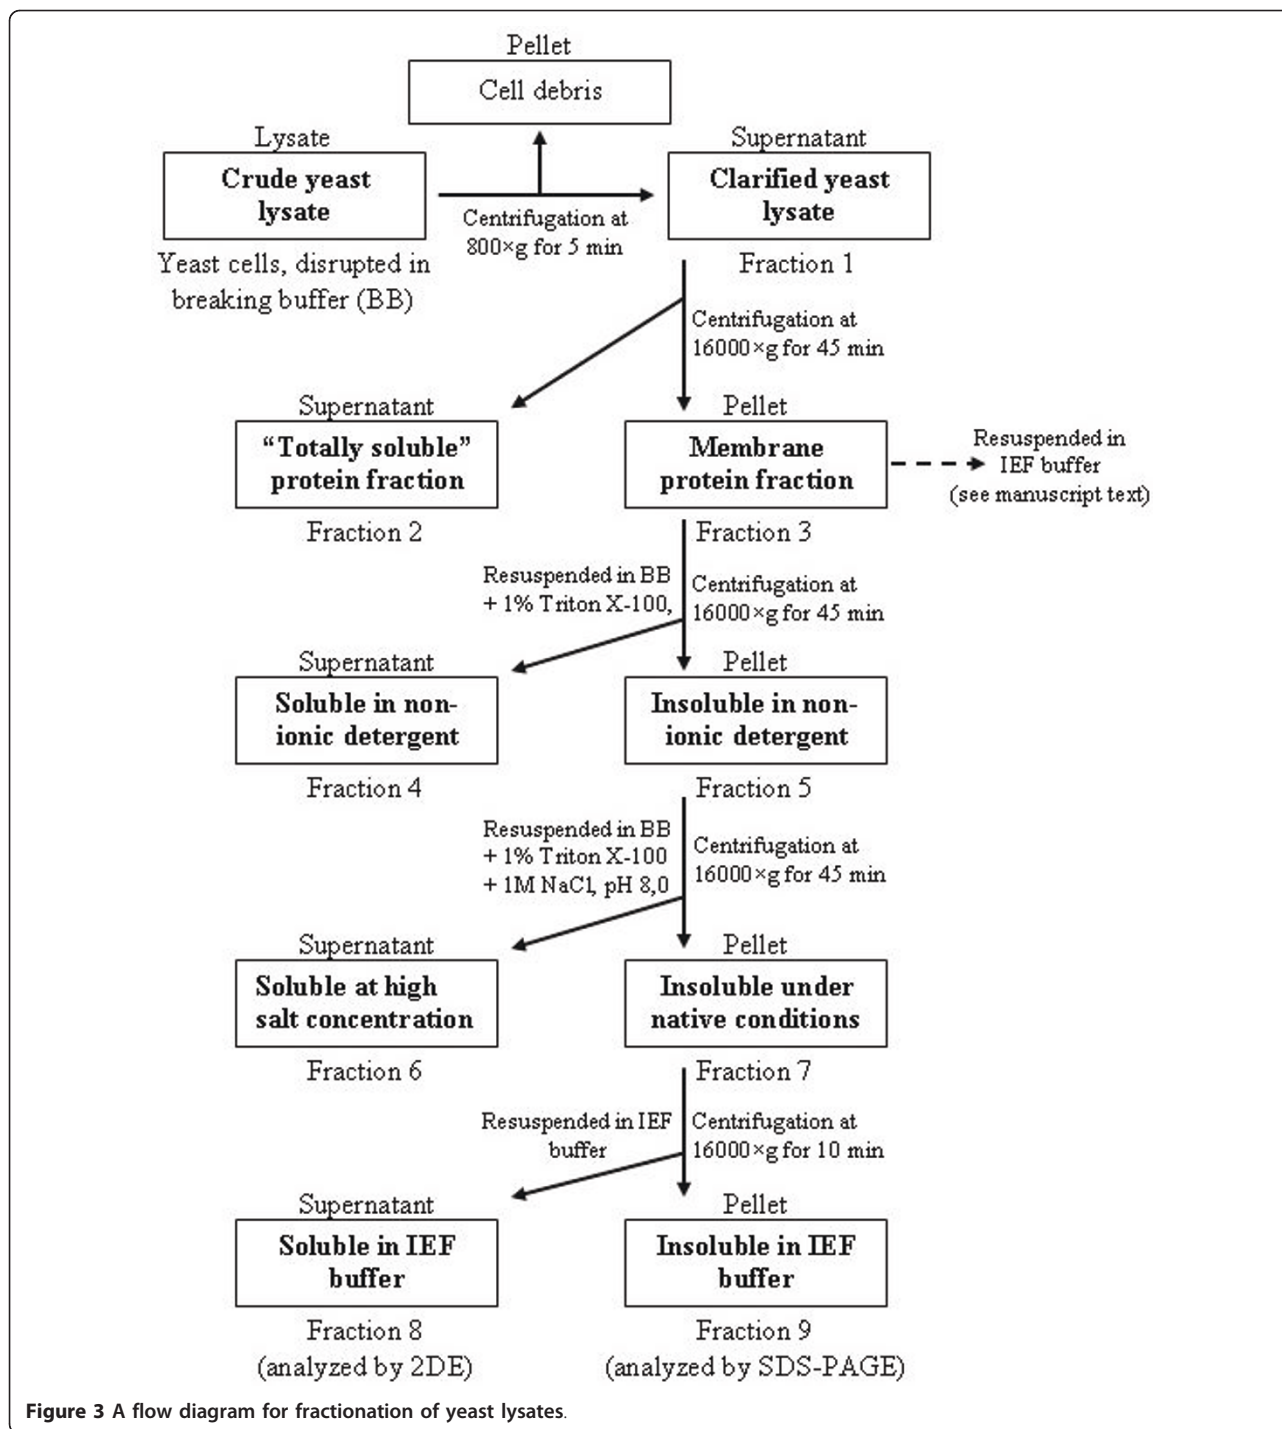 Pellet
Cell debris
Lysate
Crude yeast
lysate
Yeast cells, disrupted in
breaking buffer (BB)
Centrifugation at
800×g for 5 min
Supernatant
Clarified yeast
lysate
Fraction 1
Centrifugation at
16000×g for 45 min
Supernatant
“Totally soluble”
protein fraction
Fraction 2
Pellet
Membrane
protein fraction
Fraction 3
Resuspended in
IEF buffer
(see manuscript text)
Resuspended in BB
+ 1% Triton X-100,
Centrifugation at
16000×g for 45 min
Supernatant
Soluble in non-
ionic detergent
Fraction 4
Pellet
Insoluble in non-
ionic detergent
Fraction 5
Resuspended in BB
+ 1% Triton X-100
+ 1M NaCl, pH 8,0
Centrifugation at
16000×g for 45 min
Supernatant
Soluble at high
salt concentration
Fraction 6
Pellet
Insoluble under
native conditions
Fraction 7
Resuspended in IEF
buffer
Centrifugation at
16000×g for 10 min
Supernatant
Soluble in IEF
buffer
Fraction 8
(analyzed by 2DE)
Pellet
Insoluble in IEF
buffer
Fraction 9
(analyzed by SDS-PAGE)
Figure 3 A flow diagram for fractionation of yeast lysates.